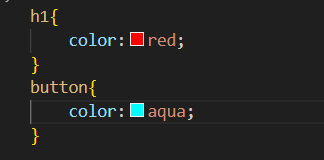 h1{
    color: red;
}
button{
    color: aqua;
}